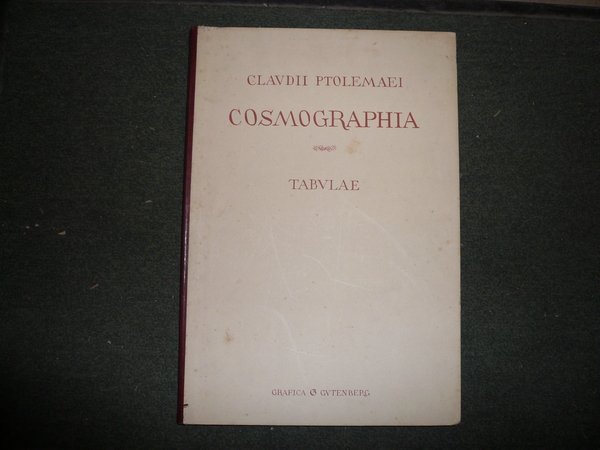 CLAVDII PTOLEMAEI
COSMOGRAPHIA
TABVLAE
GRAFICA G GVTENBERG